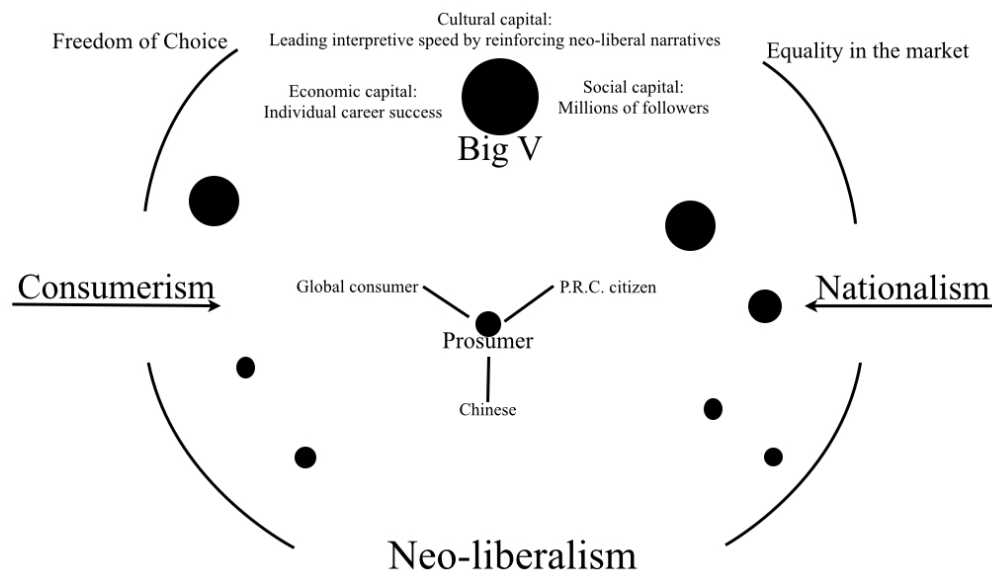 Cultural capital:
Freedom of Choice
Leading interpretive speed by reinforcing neo-liberal narratives
Equality in the market
Economic capital:
Individual career success
Social capital:
Millions of followers
Big V
Consumerism
Global consumer
P.R.C. citizen
Nationalism
Prosumer
Chinese
Neo-liberalism